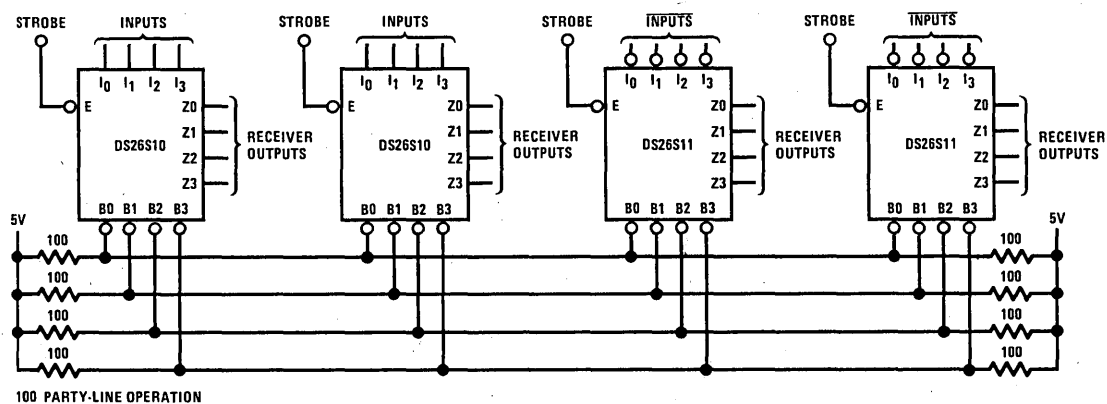 STROBE INPUTS STROBE INPUTS STROBE INPUTS STROBE INPUTS
I0 I1 I2 I3 I0 I1 I2 I3 I0 I1 I2 I3 I0 I1 I2 I3
E Z0 E Z0 E Z0 E Z0
Z1 Z1 Z1 Z1
RECEIVER OUTPUTS RECEIVER OUTPUTS RECEIVER OUTPUTS RECEIVER OUTPUTS
DS26S10 Z2 DS26S10 Z2 DS26S11 Z2 DS26S11 Z2
Z3 Z3 Z3 Z3
B0 B1 B2 B3 B0 B1 B2 B3 B0 B1 B2 B3 B0 B1 B2 B3
5V 5V
100 100
100 100
100 100
100 100
100 PARTY-LINE OPERATION